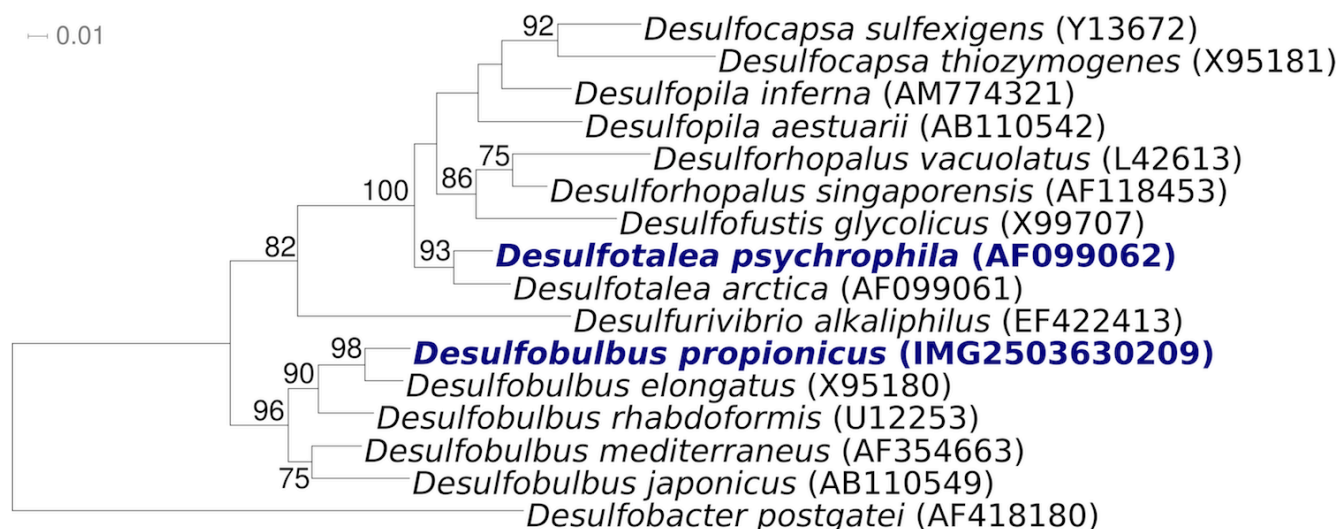 0.01
92
Desulfocapsa sulfexigens (Y13672)
Desulfocapsa thiozymogenes (X95181)
Desulfopila inferna (AM774321)
Desulfopila aestuarii (AB110542)
75
Desulforhopalus vacuolatus (L42613)
86
100
Desulforhopalus singaporensis (AF118453)
Desulfofustis glycolicus (X99707)
82
93
Desulfotalea psychrophila (AF099062)
Desulfotalea arctica (AF099061)
Desulfurivibrio alkaliphilus (EF422413)
98
Desulfobulbus propionicus (IMG2503630209)
90
Desulfobulbus elongatus (X95180)
96
Desulfobulbus rhabdoformis (U12253)
Desulfobulbus mediterraneus (AF354663)
75
Desulfobulbus japonicus (AB110549)
Desulfobacter postgatei (AF418180)